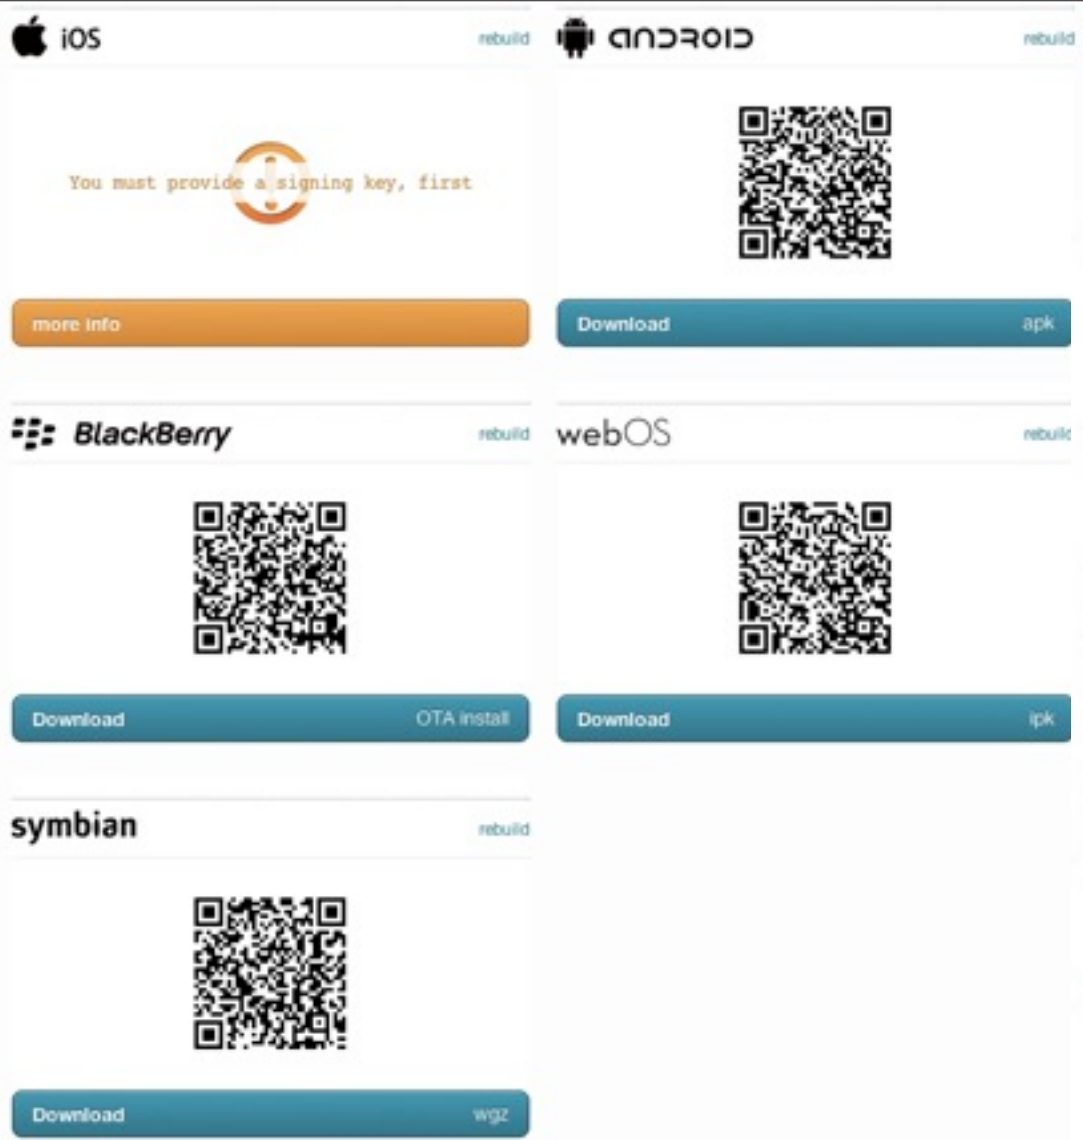 iOS
rebuild
android
rebuild
You must provide a signing key, first
more info
Download
apk
BlackBerry
rebuild
webOS
rebuild
Download
OTA install
Download
ipk
symbian
rebuild
Download
wgz